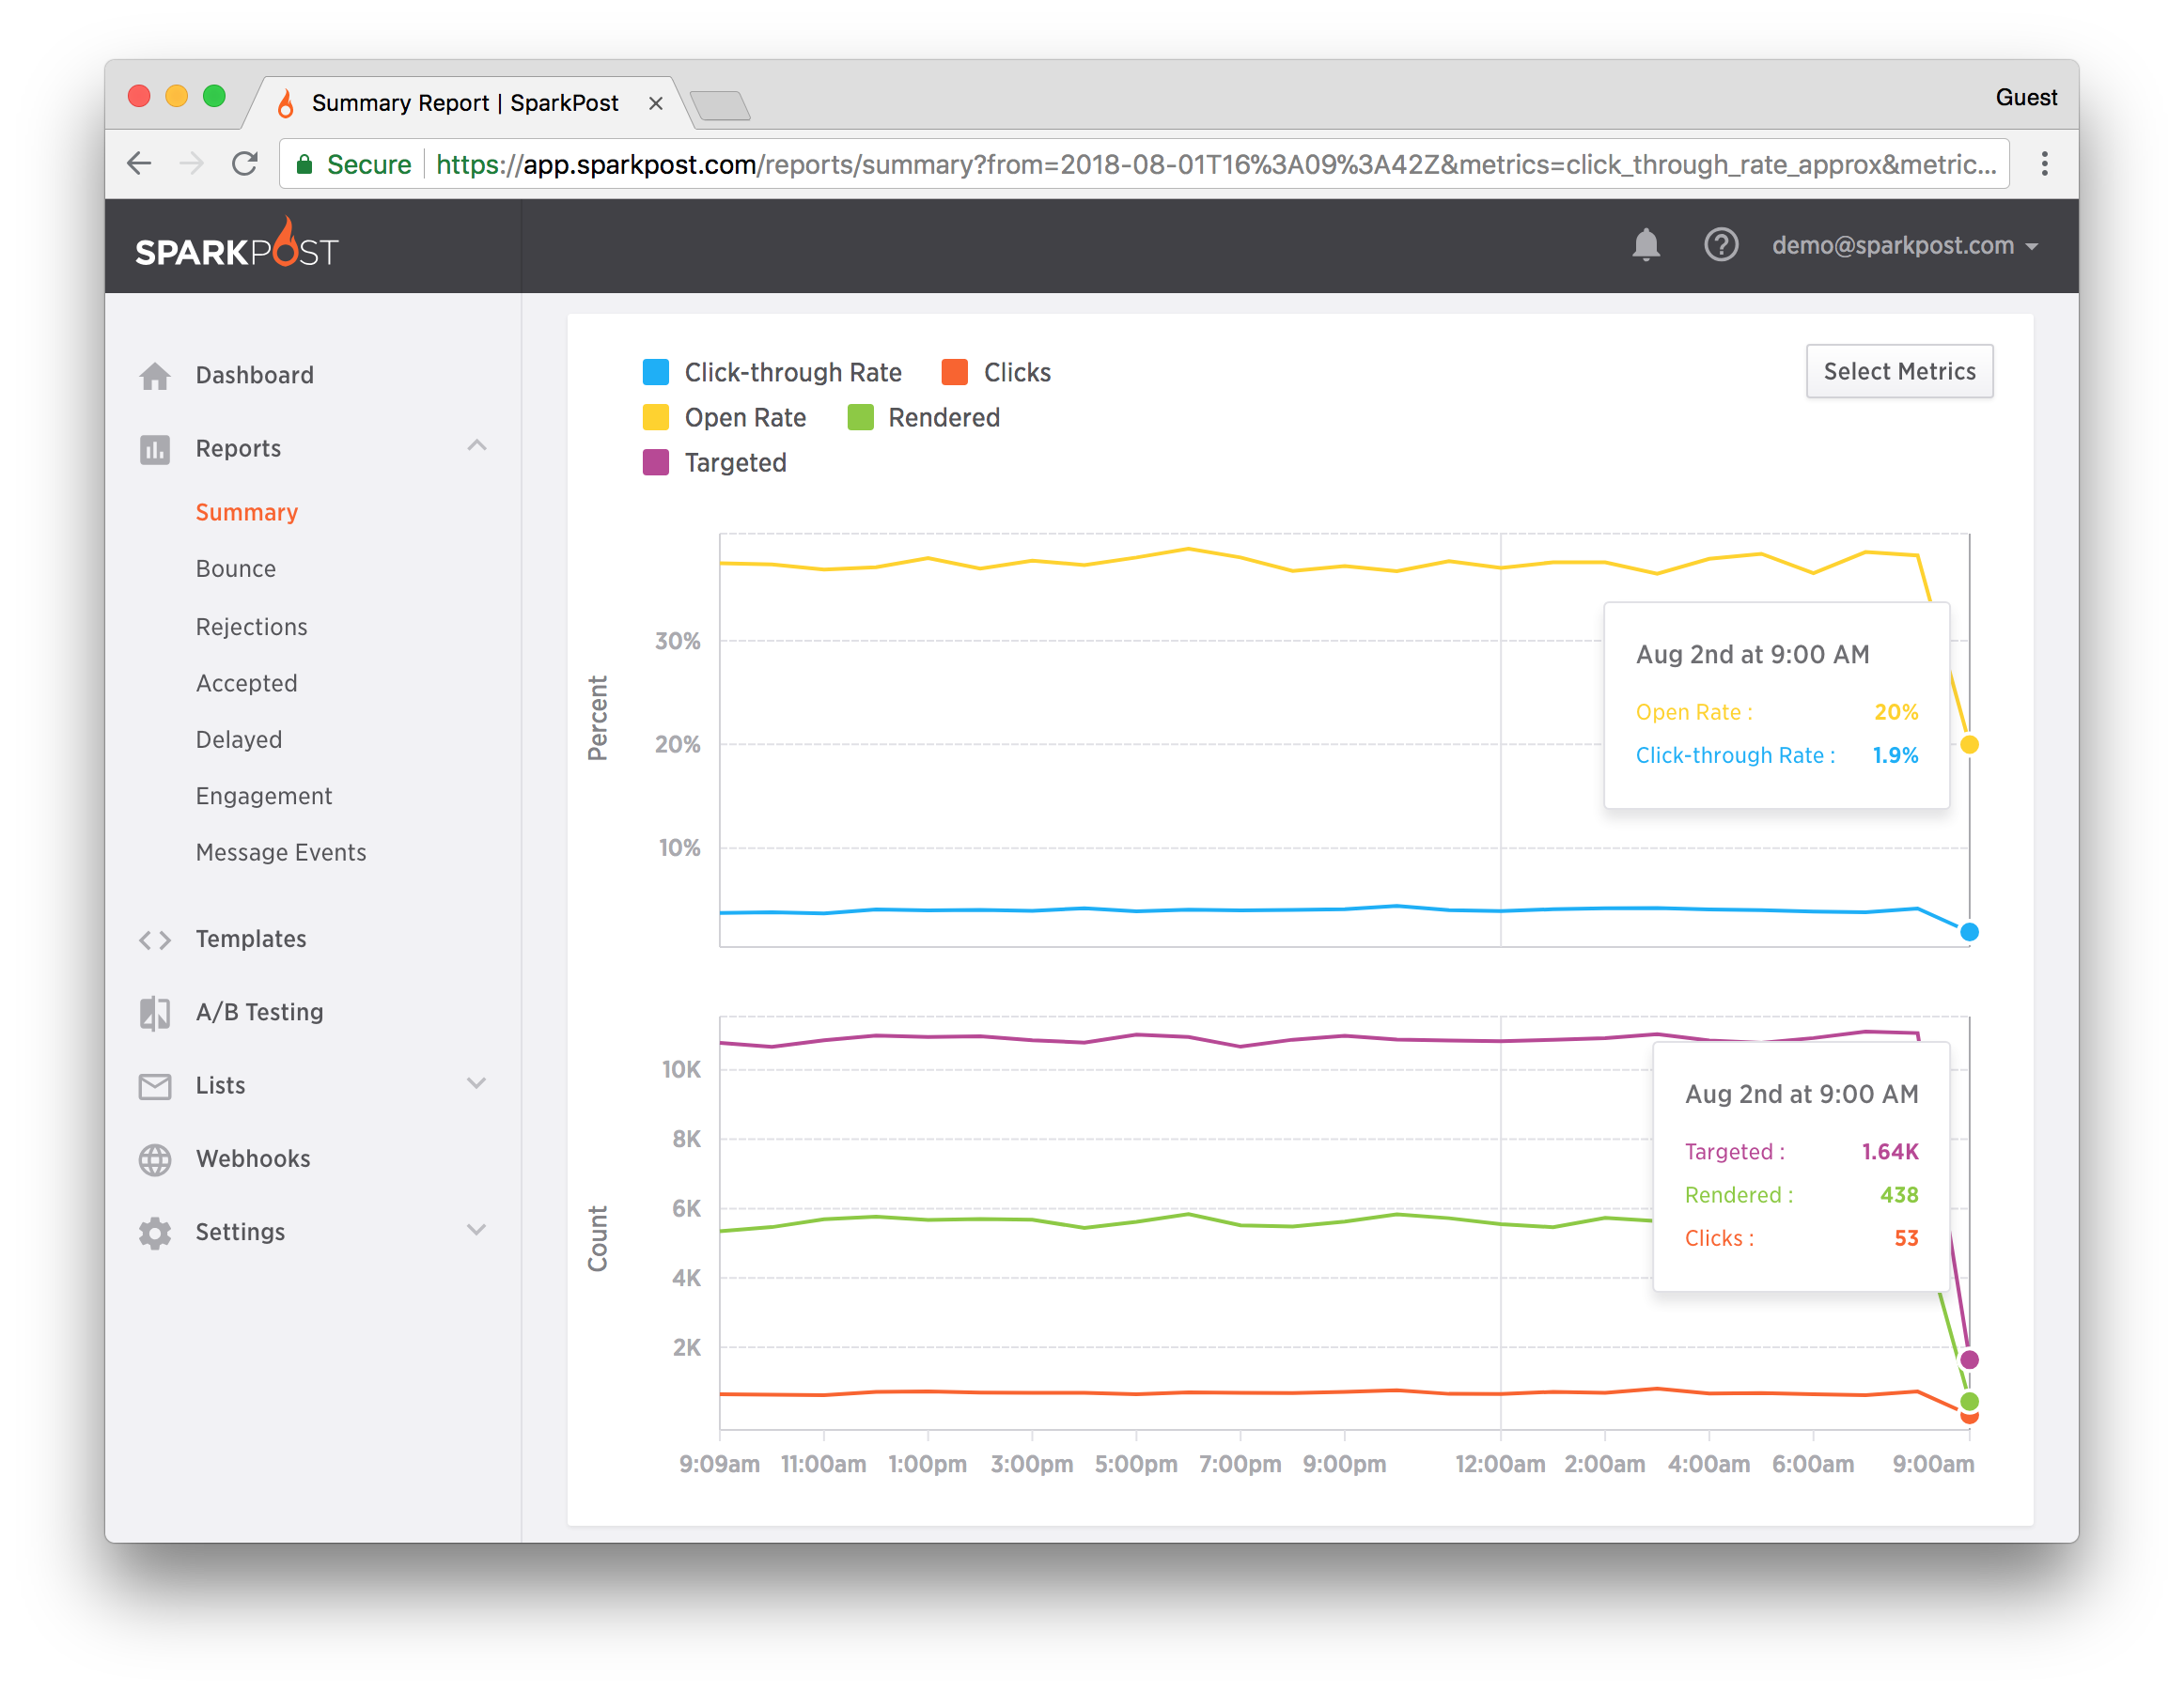 Summary Report | SparkPost
Guest
Secure
https://app.sparkpost.com/reports/summary?from=2018-08-01T16%3A09%3A42Z&metrics=click_through_rate_approx&metric...
SPARKPOST
demo@sparkpost.com
Dashboard
Reports
Summary
Bounce
Rejections
Accepted
Delayed
Engagement
Message Events
Templates
A/B Testing
Lists
Webhooks
Settings
Click-through Rate
Clicks
Open Rate
Rendered
Targeted
Select Metrics
Percent
30%
20%
10%
Aug 2nd at 9:00 AM
Open Rate : 20%
Click-through Rate : 1.9%
Count
10K
8K
6K
4K
2K
Aug 2nd at 9:00 AM
Targeted : 1.64K
Rendered : 438
Clicks : 53
9:09am 11:00am 1:00pm 3:00pm 5:00pm 7:00pm 9:00pm 12:00am 2:00am 4:00am 6:00am 9:00am